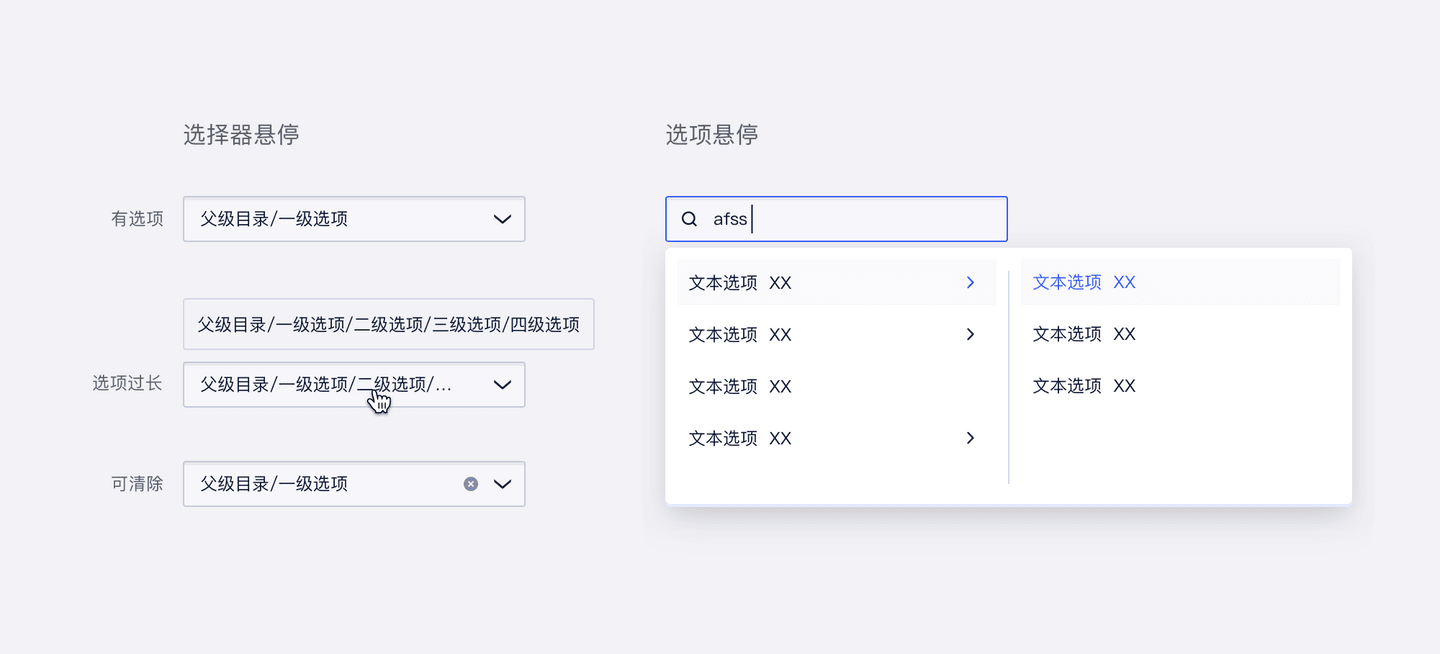 选择器悬停
有选项
父级目录/一级选项
父级目录/一级选项/二级选项/三级选项/四级选项
选项过长
父级目录/一级选项/二级选项/...
可清除
父级目录/一级选项
选项悬停
afss
文本选项 XX
文本选项 XX
文本选项 XX
文本选项 XX
文本选项 XX
文本选项 XX
文本选项 XX